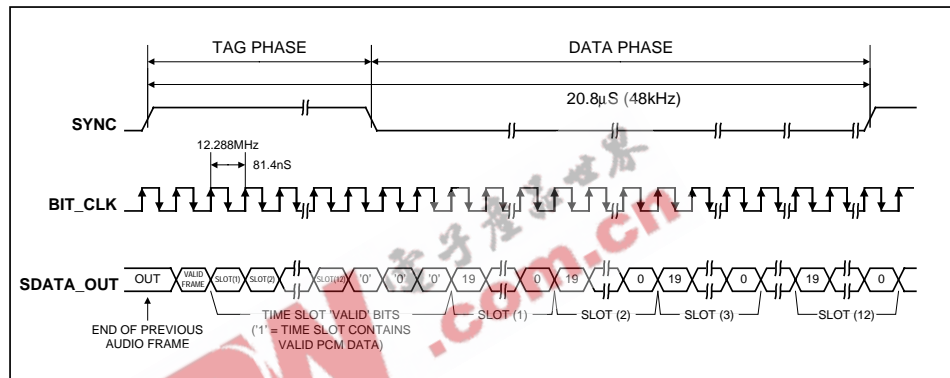 TAG PHASE
DATA PHASE
20.8μS (48kHz)
SYNC
12.288MHz
81.4nS
BIT_CLK
SDATA_OUT
OUT
VALID
FRAME
SLOT(1)
SLOT(2)
SLOT(12)
'0'
'0'
'0'
19
0
19
0
19
0
19
0
END OF PREVIOUS
AUDIO FRAME
TIME SLOT 'VALID' BITS
('1' = TIME SLOT CONTAINS
VALID PCM DATA)
SLOT (1)
SLOT (2)
SLOT (3)
SLOT (12)
.com.cn